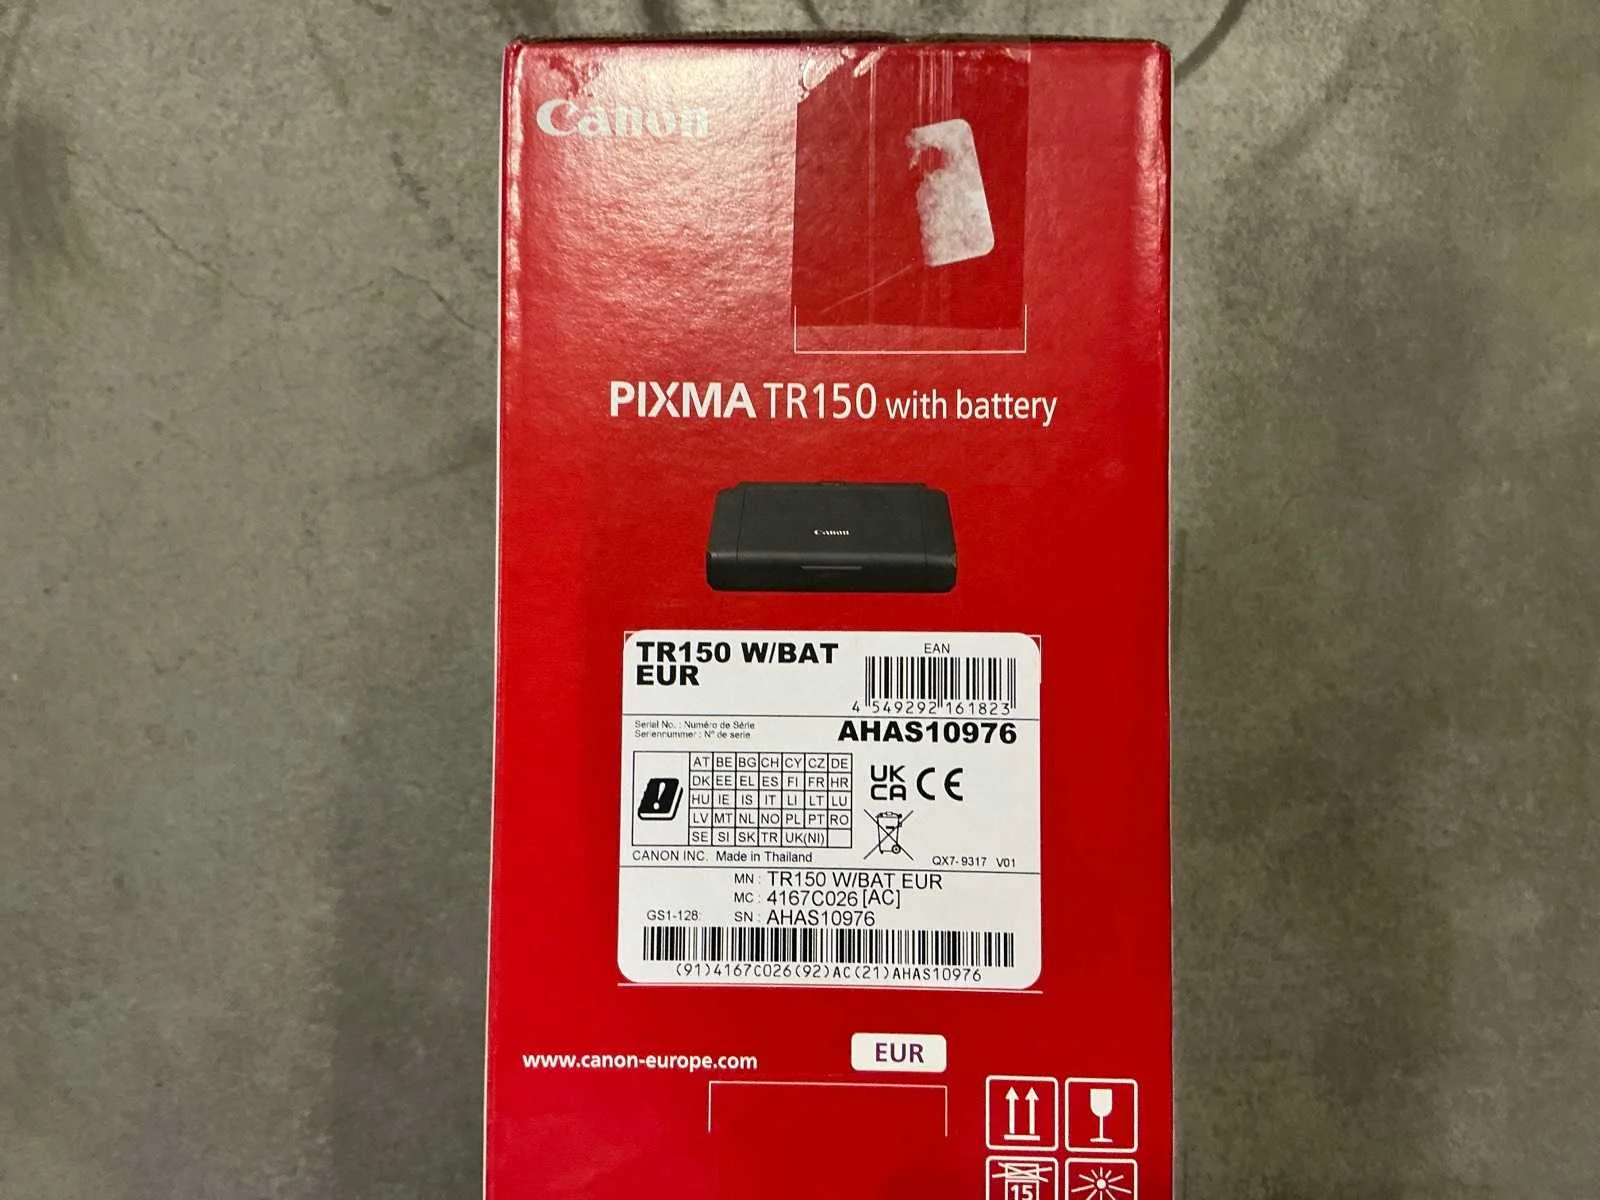 Canon
PIXMA TR150 with battery
Canon
TR150 W/BAT
EUR
EAN
4 549292 161823
Serial No. : Numéro de Série
Seriennummer : N° de serie
AHAS10976
AT BE BG CH CY CZ DE
DK EE EL ES FI FR HR
HU IE IS IT LI LT LU
LV MT NL NO PL PT RO
SE SI SK TR UK(NI)
UK
CA CE
CANON INC. Made in Thailand
QX7-9317 V01
MN : TR150 W/BAT EUR
MC : 4167C026 [AC]
GS1-128: SN : AHAS10976
(91)4167C026(92)AC(21)AHAS10976
www.canon-europe.com
EUR
15